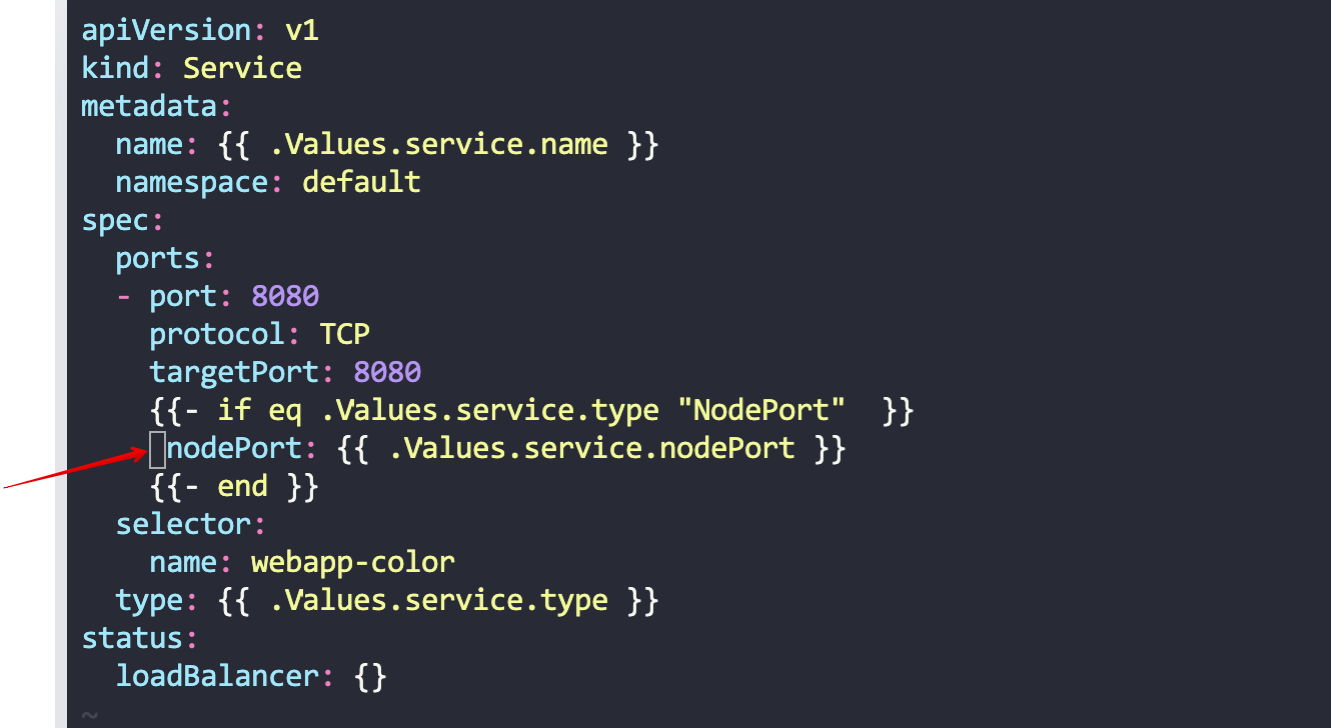 apiVersion: v1
kind: Service
metadata:
  name: {{ .Values.service.name }}
  namespace: default
spec:
  ports:
  - port: 8080
    protocol: TCP
    targetPort: 8080
    {{- if eq .Values.service.type "NodePort"  }}
     nodePort: {{ .Values.service.nodePort }}
    {{- end }}
  selector:
    name: webapp-color
  type: {{ .Values.service.type }}
status:
  loadBalancer: {}
~